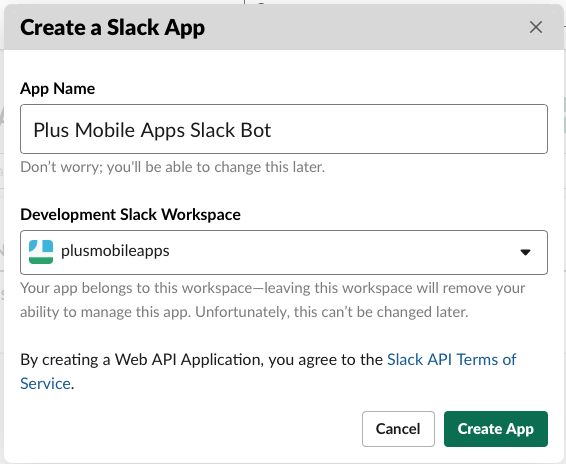 Create a Slack App
App Name
Plus Mobile Apps Slack Bot
Don’t worry; you'll be able to change this later.
Development Slack Workspace
plusmobileapps
Your app belongs to this workspace—leaving this workspace will remove your
ability to manage this app. Unfortunately, this can’t be changed later.
By creating a Web API Application, you agree to the Slack API Terms of
Service.
Cancel
Create App